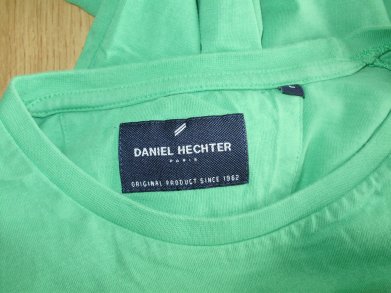 DANIEL HECHTER
PARIS
ORIGINAL PRODUCT SINCE 1962